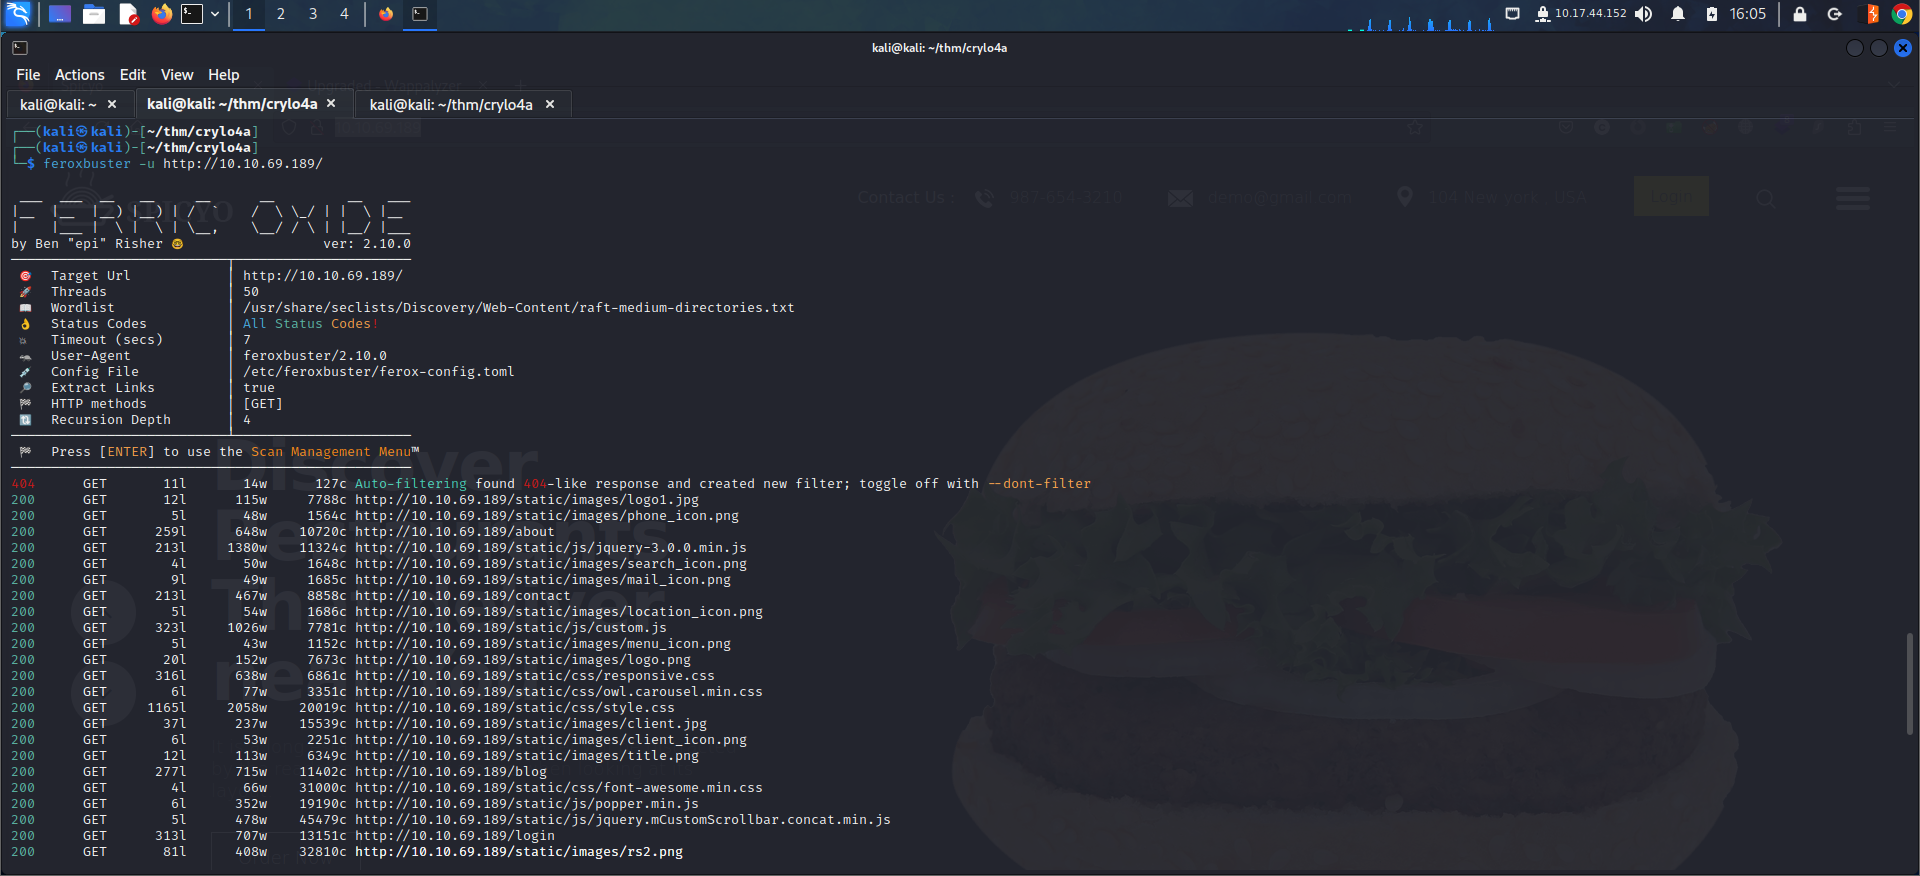 1 2 3 4 10.17.44.152 16:05
kali@kali: ~/thm/crylo4a
File Actions Edit View Help
kali@kali: ~ × kali@kali: ~/thm/crylo4a × kali@kali: ~/thm/crylo4a ×
┌──(kali㉿kali)-[~/thm/crylo4a]
┌──(kali㉿kali)-[~/thm/crylo4a]
└─$ feroxbuster -u http://10.10.69.189/
Contact Us : 987-654-3210 demo@gmail.com 104 New york , USA
FERRIC OXIDE
by Ben "epi" Risher 🤓 ver: 2.10.0
🎯 Target Url │ http://10.10.69.189/
🚀 Threads │ 50
📖 Wordlist │ /usr/share/seclists/Discovery/Web-Content/raft-medium-directories.txt
👌 Status Codes │ All Status Codes!
💥 Timeout (secs) │ 7
🦡 User-Agent │ feroxbuster/2.10.0
💉 Config File │ /etc/feroxbuster/ferox-config.toml
🔎 Extract Links │ true
🏁 HTTP methods │ [GET]
🔃 Recursion Depth │ 4
🏁 Press [ENTER] to use the Scan Management Menu™
Discover
404 GET 11l 14w 127c Auto-filtering found 404-like response and created new filter; toggle off with --dont-filter
200 GET 12l 115w 7788c http://10.10.69.189/static/images/logo1.jpg
200 GET 5l 48w 1564c http://10.10.69.189/static/images/phone_icon.png
200 GET 259l 648w 10720c http://10.10.69.189/about
200 GET 213l 1380w 11324c http://10.10.69.189/static/js/jquery-3.0.0.min.js
200 GET 4l 50w 1648c http://10.10.69.189/static/images/search_icon.png
200 GET 9l 49w 1685c http://10.10.69.189/static/images/mail_icon.png
200 GET 213l 467w 8858c http://10.10.69.189/contact
200 GET 5l 54w 1686c http://10.10.69.189/static/images/location_icon.png
200 GET 323l 1026w 7781c http://10.10.69.189/static/js/custom.js
200 GET 5l 43w 1152c http://10.10.69.189/static/images/menu_icon.png
200 GET 20l 152w 7673c http://10.10.69.189/static/images/logo.png
200 GET 316l 638w 6861c http://10.10.69.189/static/css/responsive.css
200 GET 6l 77w 3351c http://10.10.69.189/static/css/owl.carousel.min.css
200 GET 1165l 2058w 20019c http://10.10.69.189/static/css/style.css
200 GET 37l 237w 15539c http://10.10.69.189/static/images/client.jpg
200 GET 6l 53w 2251c http://10.10.69.189/static/images/client_icon.png
200 GET 12l 113w 6349c http://10.10.69.189/static/images/title.png
200 GET 277l 715w 11402c http://10.10.69.189/blog
200 GET 4l 66w 31000c http://10.10.69.189/static/css/font-awesome.min.css
200 GET 6l 352w 19190c http://10.10.69.189/static/js/popper.min.js
200 GET 5l 478w 45479c http://10.10.69.189/static/js/jquery.mCustomScrollbar.concat.min.js
200 GET 313l 707w 13151c http://10.10.69.189/login
200 GET 81l 408w 32810c http://10.10.69.189/static/images/rs2.png